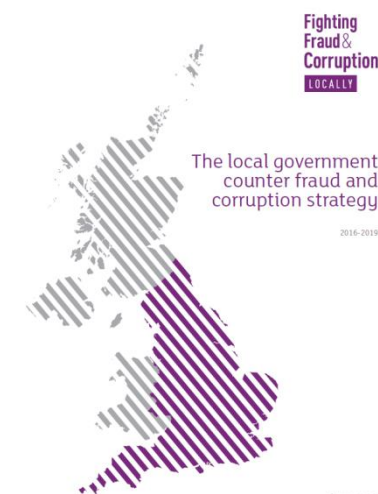 Fighting
Fraud &
Corruption
LOCALLY
The local government
counter fraud and
corruption strategy
2016-2019